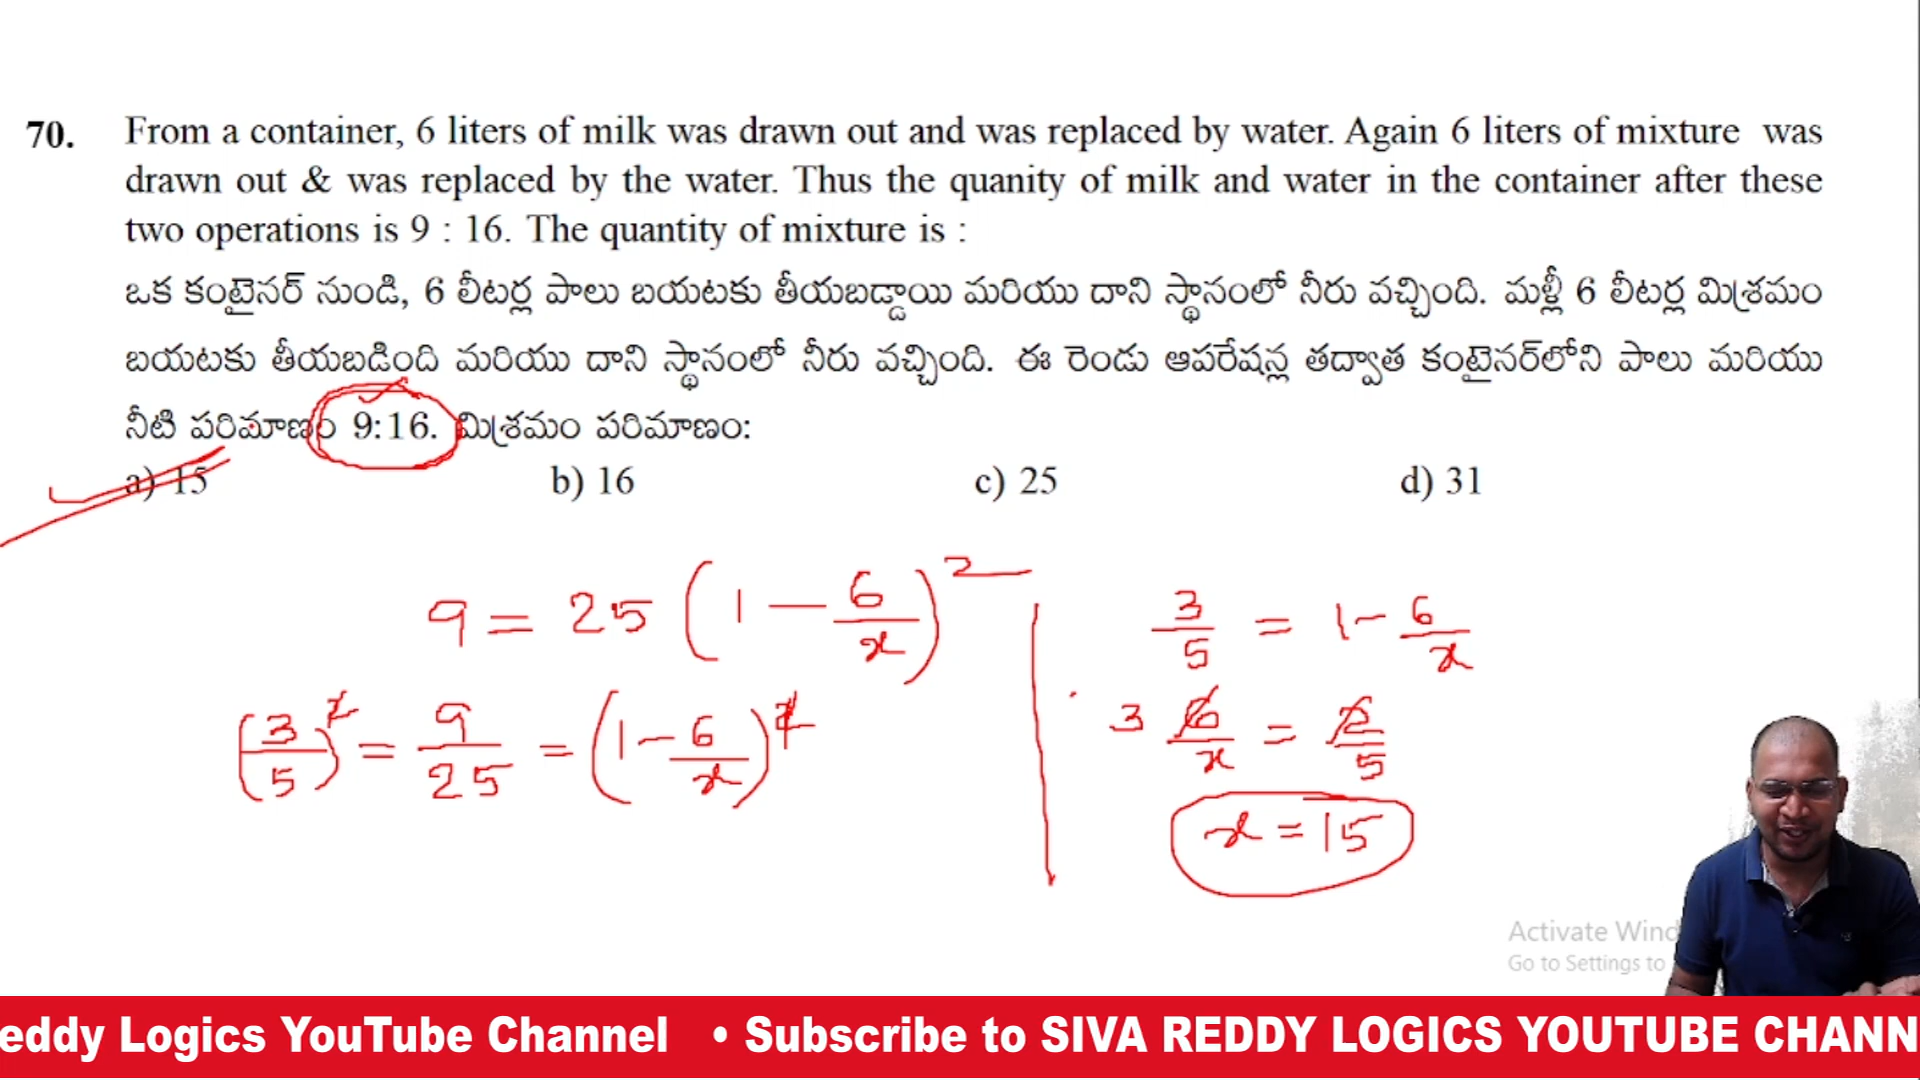 70. From a container, 6 liters of milk was drawn out and was replaced by water. Again 6 liters of mixture was
drawn out & was replaced by the water. Thus the quanity of milk and water in the container after these
two operations is 9 : 16. The quantity of mixture is :
ఒక కంటైనర్ నుండి, 6 లీటర్ల పాలు బయటకు తీయబడ్డాయి మరియు దాని స్థానంలో నీరు వచ్చింది. మళ్లీ 6 లీటర్ల మిశ్రమం
బయటకు తీయబడింది మరియు దాని స్థానంలో నీరు వచ్చింది. ఈ రెండు ఆపరేషన్ల తద్వాత కంటైనర్‌లోని పాలు మరియు
నీటి పరిమాణం 9:16. మిశ్రమం పరిమాణం:
a) 15 b) 16 c) 25 d) 31
9 = 25 (1 - 6/x)²
(3/5)² = 9/25 = (1 - 6/x)²
3/5 = 1 - 6/x
3 6/x = 2/5
x = 15
Activate Wind
Go to Settings to
eddy Logics YouTube Channel • Subscribe to SIVA REDDY LOGICS YOUTUBE CHANN